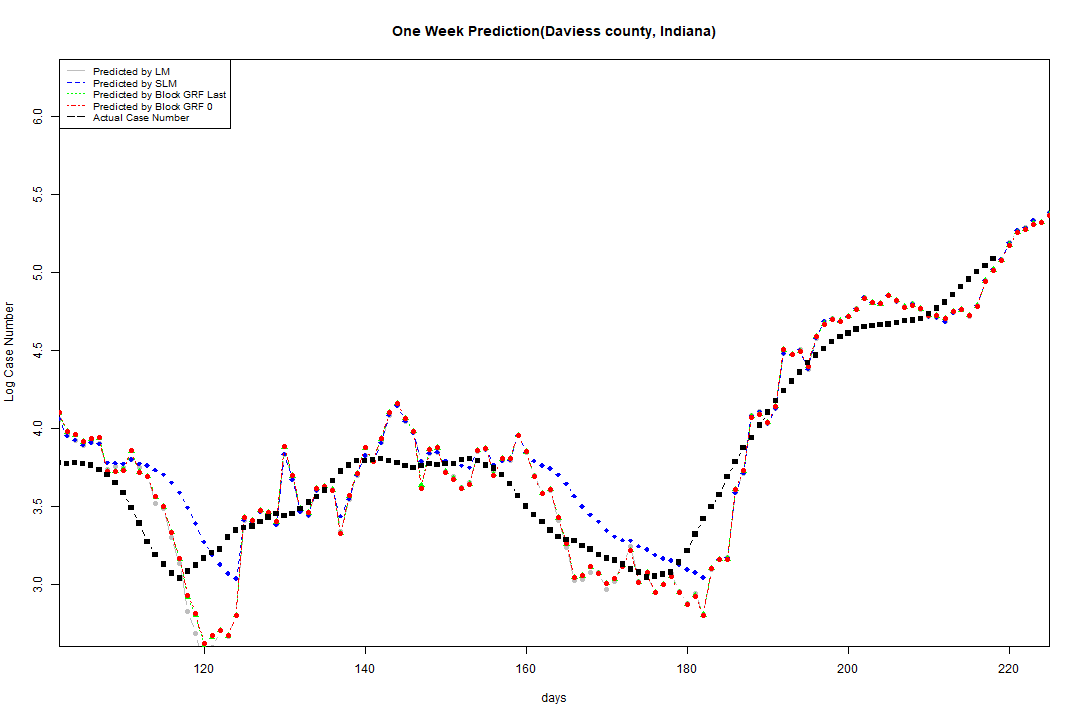 One Week Prediction(Daviess county, Indiana)
Predicted by LM
Predicted by SLM
Predicted by Block GRF Last
Predicted by Block GRF 0
Actual Case Number
6.0
5.5
5.0
4.5
4.0
3.5
3.0
Log Case Number
120 140 160 180 200 220
days